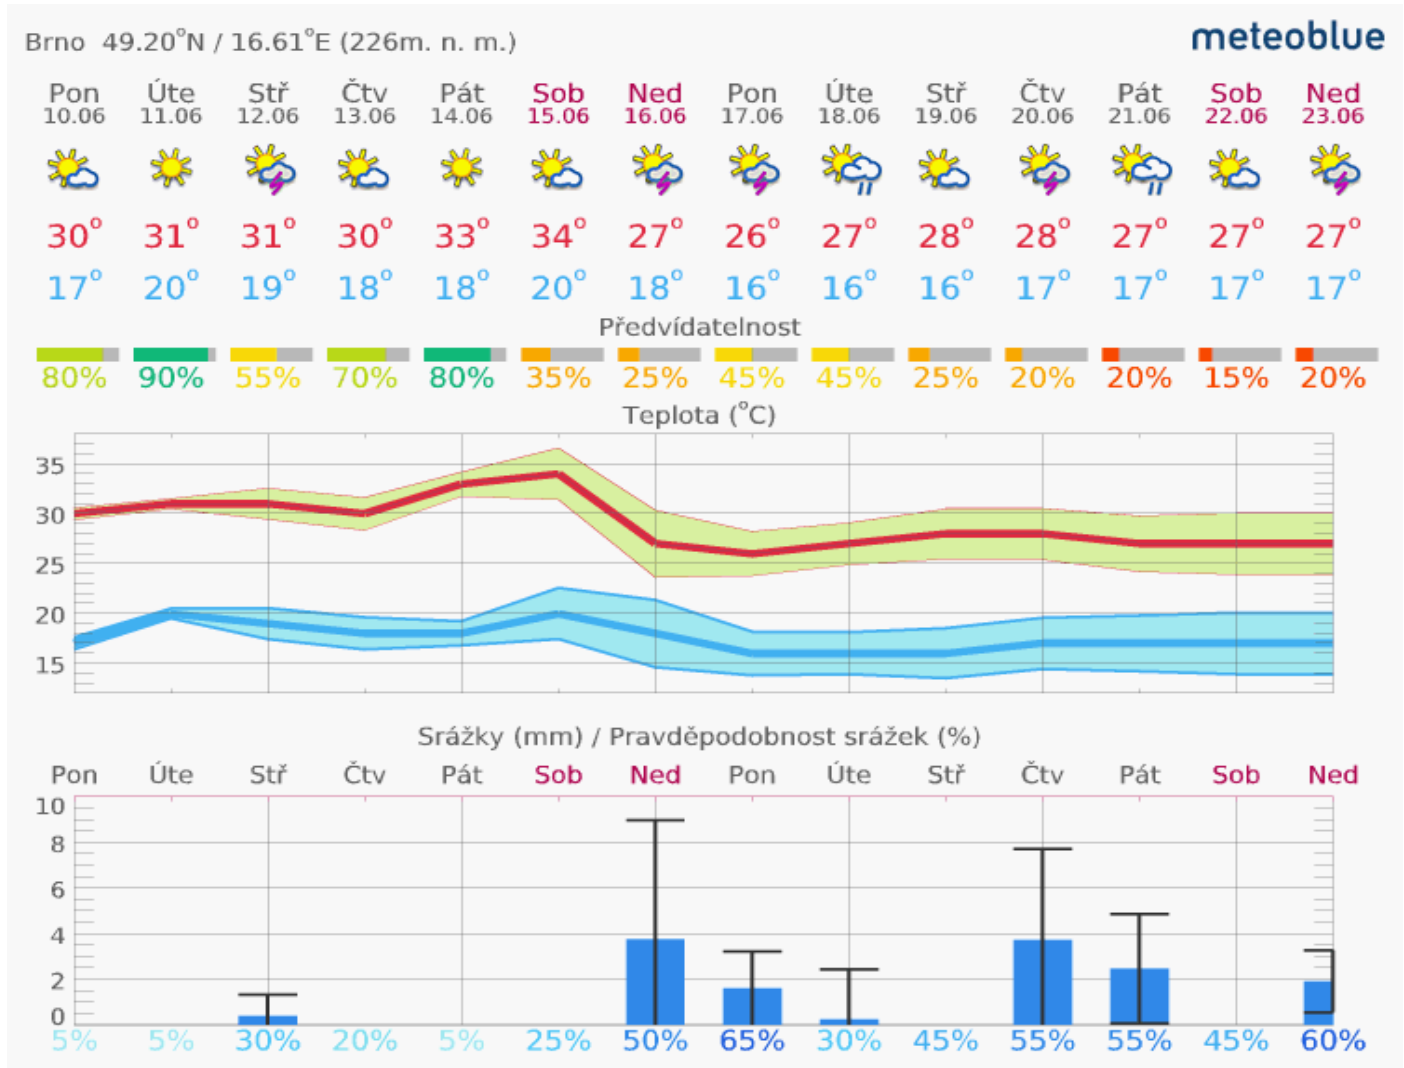 Brno 49.20°N / 16.61°E (226m. n. m.)
meteoblue
Pon Úte Stř Čtv Pát Sob Ned Pon Úte Stř Čtv Pát Sob Ned
10.06 11.06 12.06 13.06 14.06 15.06 16.06 17.06 18.06 19.06 20.06 21.06 22.06 23.06
30° 31° 31° 30° 33° 34° 27° 26° 27° 28° 28° 27° 27° 27°
17° 20° 19° 18° 18° 20° 18° 16° 16° 16° 17° 17° 17° 17°
Předvídatelnost
80% 90% 55% 70% 80% 35% 25% 45% 45% 25% 20% 20% 15% 20%
Teplota (°C)
35
30
25
20
15
Srážky (mm) / Pravděpodobnost srážek (%)
Pon Úte Stř Čtv Pát Sob Ned Pon Úte Stř Čtv Pát Sob Ned
10
8
6
4
2
0
5% 5% 30% 20% 5% 25% 50% 65% 30% 45% 55% 55% 45% 60%